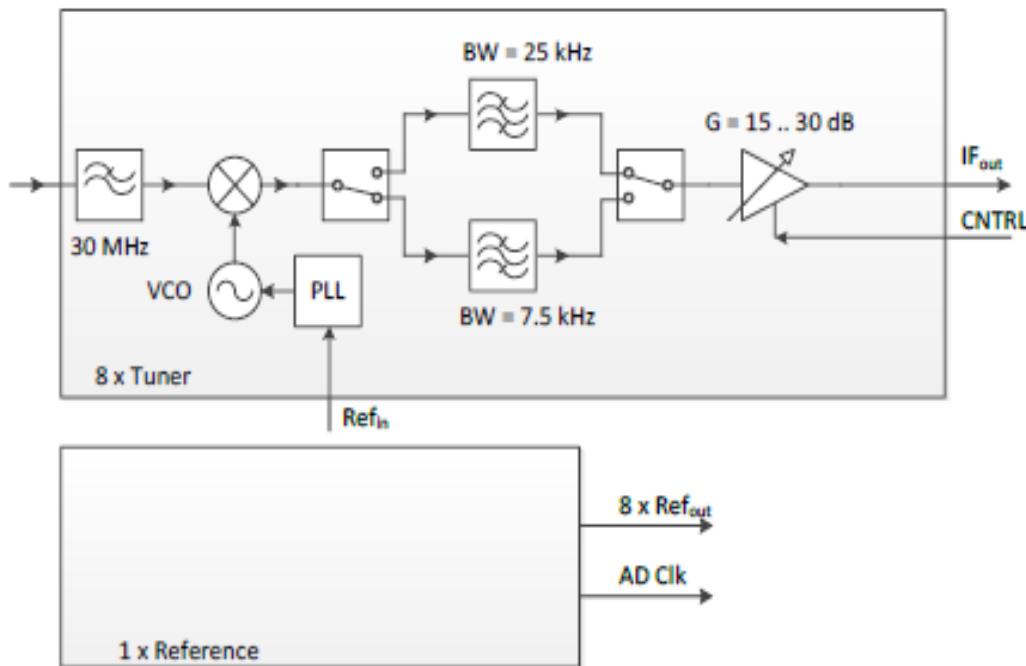 BW = 25 kHz
G = 15 .. 30 dB
IFout
CNTRL
30 MHz
VCO
PLL
BW = 7.5 kHz
8 x Tuner
Refin
8 x Refout
AD Clk
1 x Reference